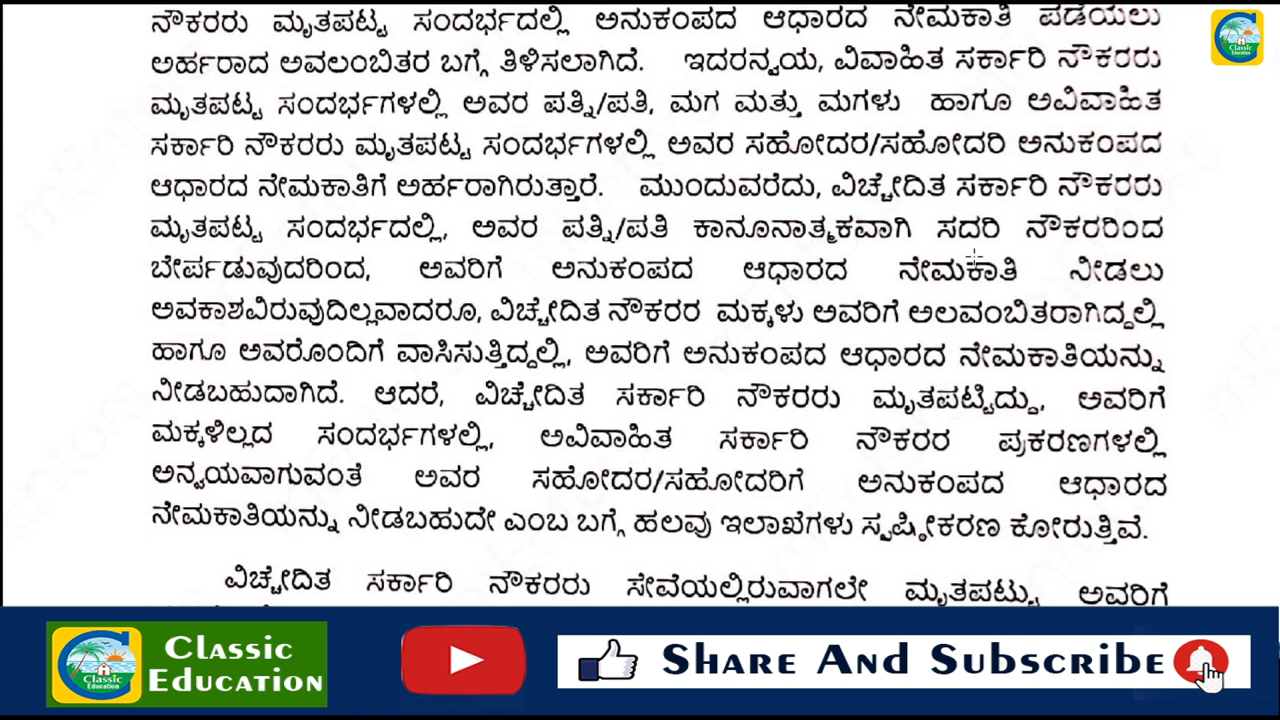 ನೌಕರರು ಮೃತಪಟ್ಟ ಸಂದರ್ಭದಲ್ಲಿ ಅನುಕಂಪದ ಆಧಾರದ ನೇಮಕಾತಿ ಪಡೆಯಲು
ಅರ್ಹರಾದ ಅವಲಂಬಿತರ ಬಗ್ಗೆ ತಿಳಿಸಲಾಗಿದೆ. ಇದರನ್ವಯ, ವಿವಾಹಿತ ಸರ್ಕಾರಿ ನೌಕರರು
ಮೃತಪಟ್ಟ ಸಂದರ್ಭಗಳಲ್ಲಿ ಅವರ ಪತ್ನಿ/ಪತಿ, ಮಗ ಮತ್ತು ಮಗಳು ಹಾಗೂ ಅವಿವಾಹಿತ
ಸರ್ಕಾರಿ ನೌಕರರು ಮೃತಪಟ್ಟ ಸಂದರ್ಭಗಳಲ್ಲಿ ಅವರ ಸಹೋದರ/ಸಹೋದರಿ ಅನುಕಂಪದ
ಆಧಾರದ ನೇಮಕಾತಿಗೆ ಅರ್ಹರಾಗಿರುತ್ತಾರೆ. ಮುಂದುವರೆದು, ವಿಚ್ಛೇದಿತ ಸರ್ಕಾರಿ ನೌಕರರು
ಮೃತಪಟ್ಟ ಸಂದರ್ಭದಲ್ಲಿ, ಅವರ ಪತ್ನಿ/ಪತಿ ಕಾನೂನಾತ್ಮಕವಾಗಿ ಸದರಿ ನೌಕರರಿಂದ
ಬೇರ್ಪಡುವುದರಿಂದ, ಅವರಿಗೆ ಅನುಕಂಪದ ಆಧಾರದ ನೇಮಕಾತಿ ನೀಡಲು
ಅವಕಾಶವಿರುವುದಿಲ್ಲವಾದರೂ, ವಿಚ್ಛೇದಿತ ನೌಕರರ ಮಕ್ಕಳು ಅವರಿಗೆ ಅಲವಂಬಿತರಾಗಿದ್ದಲ್ಲಿ
ಹಾಗೂ ಅವರೊಂದಿಗೆ ವಾಸಿಸುತ್ತಿದ್ದಲ್ಲಿ, ಅವರಿಗೆ ಅನುಕಂಪದ ಆಧಾರದ ನೇಮಕಾತಿಯನ್ನು
ನೀಡಬಹುದಾಗಿದೆ. ಆದರೆ, ವಿಚ್ಛೇದಿತ ಸರ್ಕಾರಿ ನೌಕರರು ಮೃತಪಟ್ಟಿದ್ದು, ಅವರಿಗೆ
ಮಕ್ಕಳಿಲ್ಲದ ಸಂದರ್ಭಗಳಲ್ಲಿ, ಅವಿವಾಹಿತ ಸರ್ಕಾರಿ ನೌಕರರ ಪ್ರಕರಣಗಳಲ್ಲಿ
ಅನ್ವಯವಾಗುವಂತೆ ಅವರ ಸಹೋದರ/ಸಹೋದರಿಗೆ ಅನುಕಂಪದ ಆಧಾರದ
ನೇಮಕಾತಿಯನ್ನು ನೀಡಬಹುದೇ ಎಂಬ ಬಗ್ಗೆ ಹಲವು ಇಲಾಖೆಗಳು ಸ್ಪಷ್ಠೀಕರಣ ಕೋರುತ್ತಿವೆ.
ವಿಚ್ಛೇದಿತ ಸರ್ಕಾರಿ ನೌಕರರು ಸೇವೆಯಲ್ಲಿರುವಾಗಲೇ ಮೃತಪಟ್ಟು ಅವರಿಗೆ
Classic
Education
Classic
Education
Classic
Education
Share And Subscribe